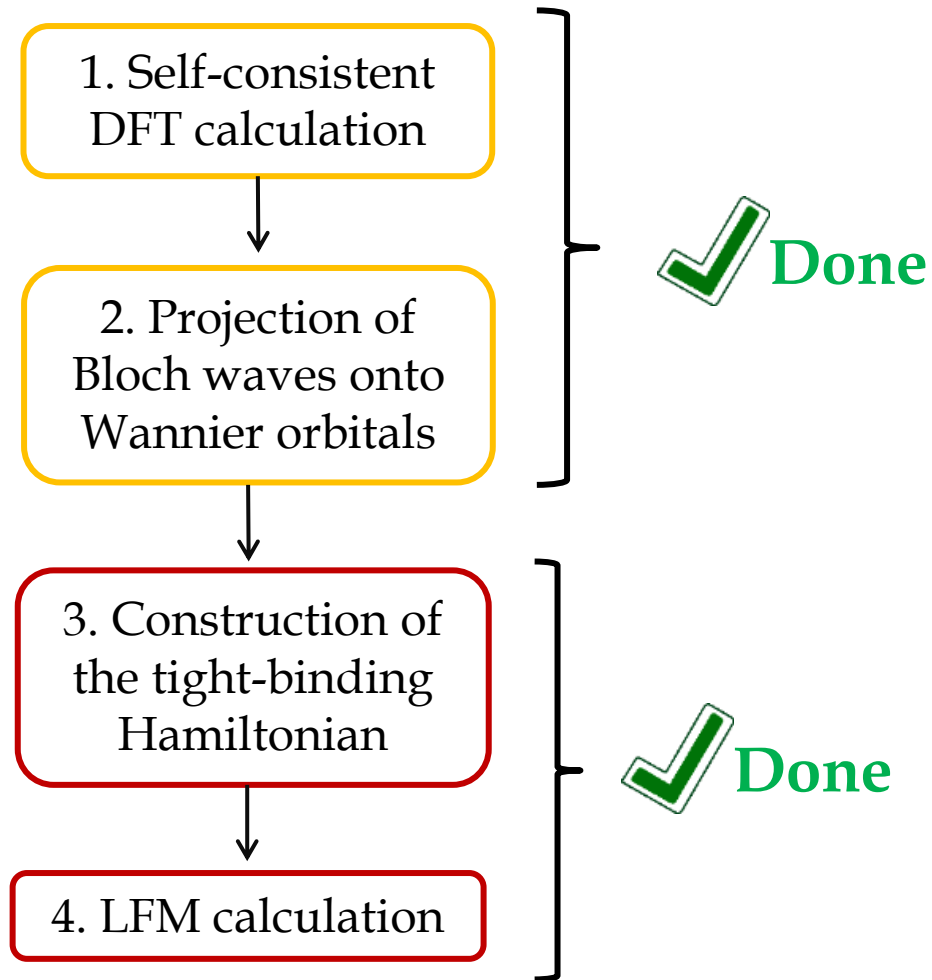 1. Self-consistent
DFT calculation
2. Projection of
Bloch waves onto
Wannier orbitals
Done
3. Construction of
the tight-binding
Hamiltonian
4. LFM calculation
Done